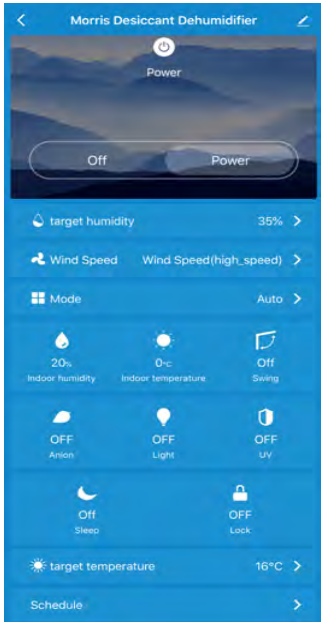 Morris Desiccant Dehumidifier
Power
Off Power
target humidity 35%
Wind Speed Wind Speed(high_speed)
Mode Auto
20% 0°C Off
Indoor humidity Indoor temperature Swing
OFF OFF OFF
Anion Light UV
Off OFF
Sleep Lock
target temperature 16°C
Schedule